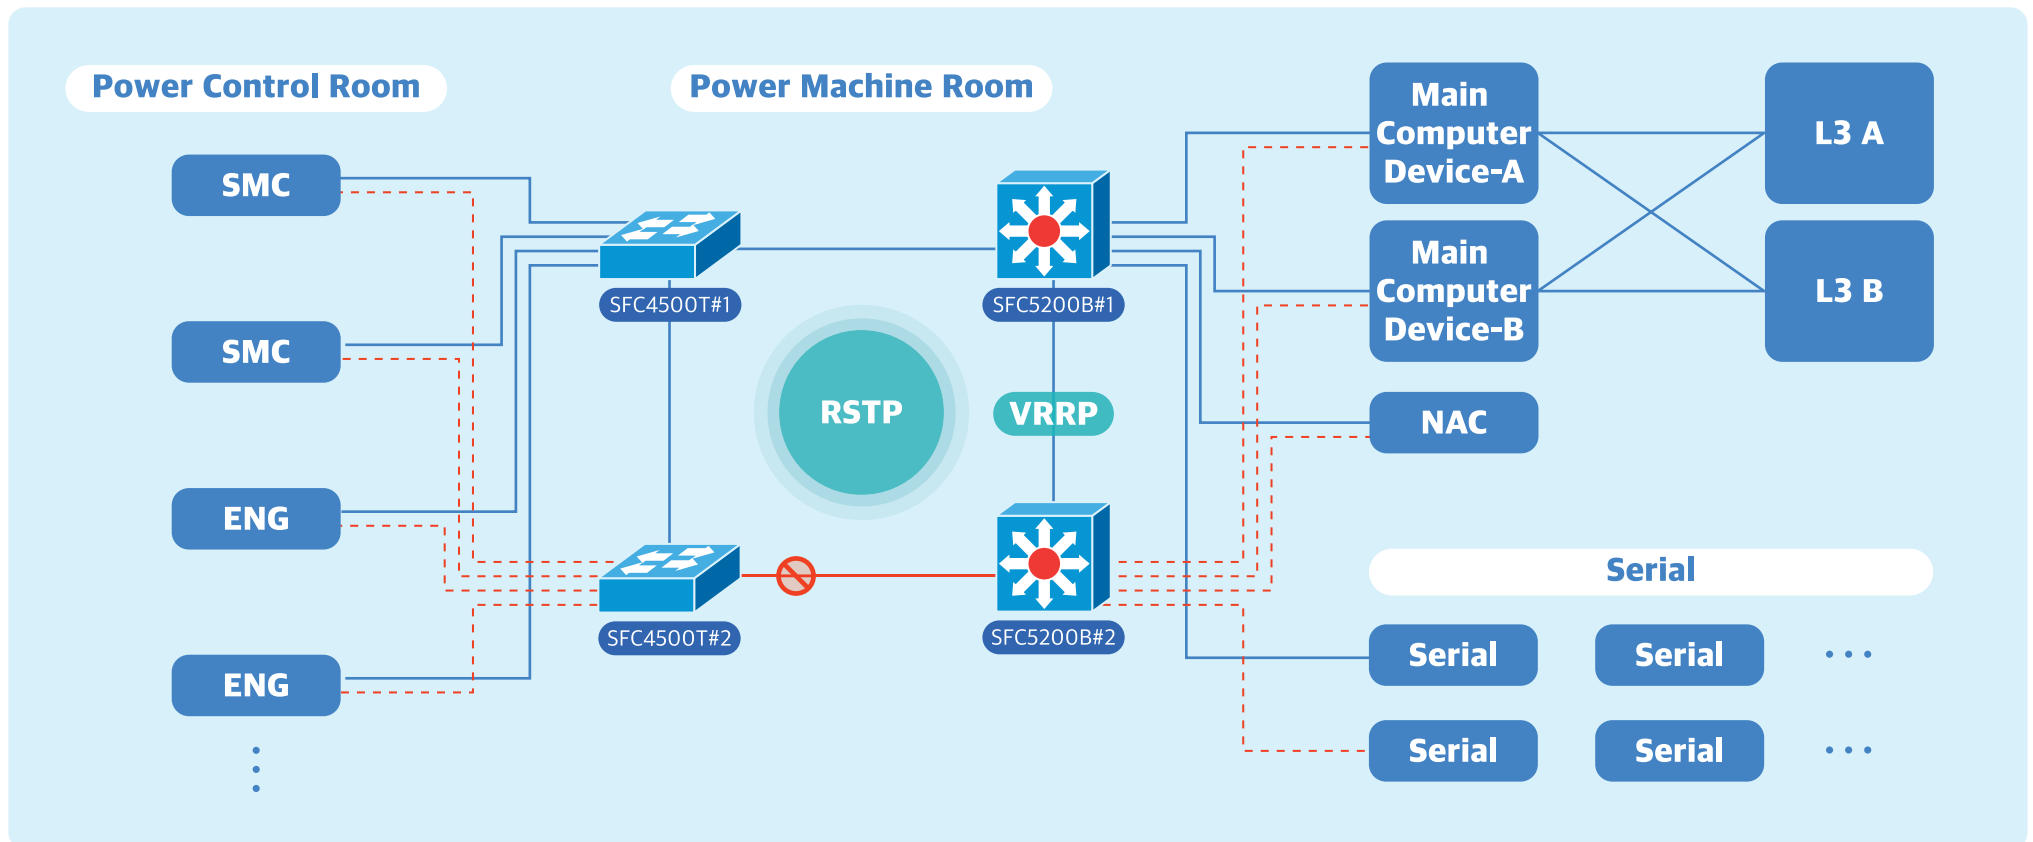 Power Control Room
Power Machine Room
SMC
SMC
ENG
ENG
SFC4500T#1
SFC5200B#1
RSTP
VRRP
SFC4500T#2
SFC5200B#2
Main
Computer
Device-A
L3 A
Main
Computer
Device-B
L3 B
NAC
Serial
Serial
Serial
Serial
Serial